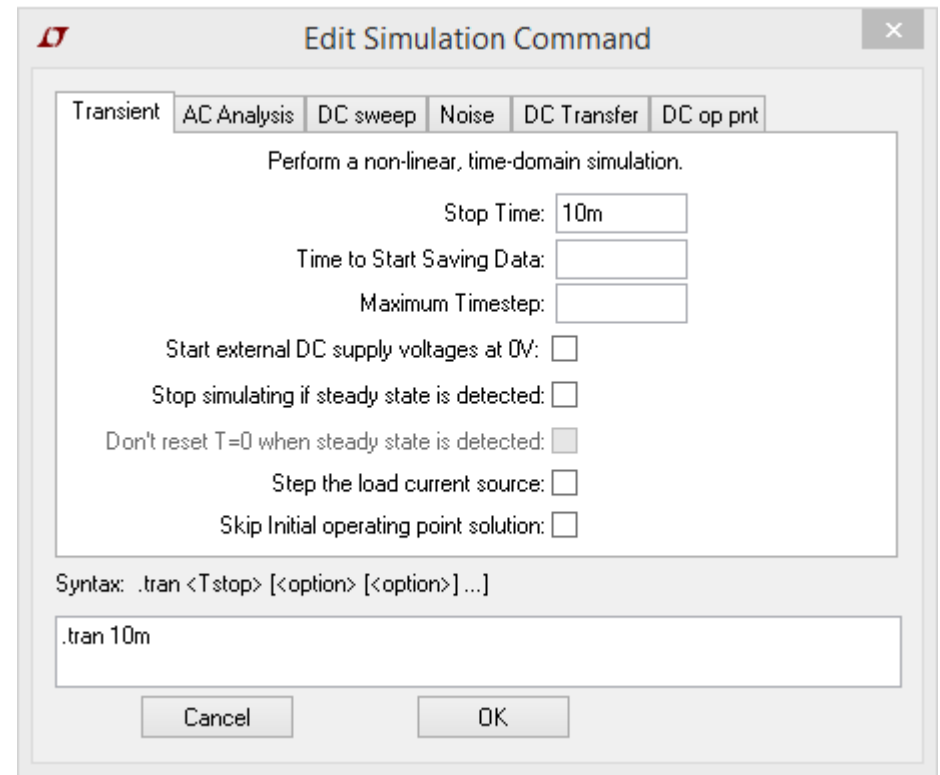 Edit Simulation Command
Transient AC Analysis DC sweep Noise DC Transfer DC op pnt
Perform a non-linear, time-domain simulation.
Stop Time: 10m
Time to Start Saving Data:
Maximum Timestep:
Start external DC supply voltages at 0V:
Stop simulating if steady state is detected:
Don't reset T=0 when steady state is detected:
Step the load current source:
Skip Initial operating point solution:
Syntax: .tran <Tstop> [<option> [<option>] ...]
.tran 10m
Cancel OK